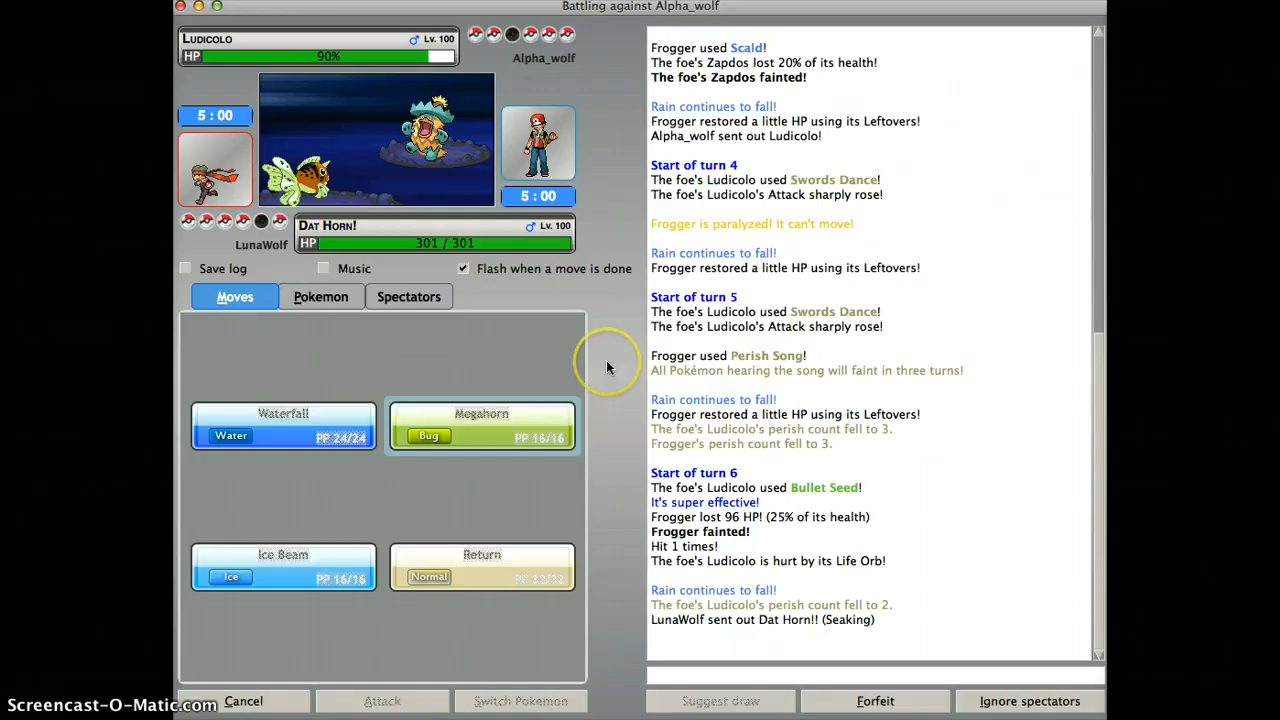 Battling against Alpha_wolf
LUDICOLO ♂ Lv. 100
HP 90%
Alpha_wolf
5 : 00
5 : 00
LunaWolf
DAT HORN! ♂ Lv. 100
HP 301 / 301
Save log
Music
Flash when a move is done
Moves
Pokemon
Spectators
Waterfall
Water PP 24/24
Megahorn
Bug PP 16/16
Ice Beam
Ice PP 16/16
Return
Normal PP 32/32
Cancel
Attack
Switch Pokemon
Frogger used Scald!
The foe's Zapdos lost 20% of its health!
The foe's Zapdos fainted!
Rain continues to fall!
Frogger restored a little HP using its Leftovers!
Alpha_wolf sent out Ludicolo!
Start of turn 4
The foe's Ludicolo used Swords Dance!
The foe's Ludicolo's Attack sharply rose!
Frogger is paralyzed! It can't move!
Rain continues to fall!
Frogger restored a little HP using its Leftovers!
Start of turn 5
The foe's Ludicolo used Swords Dance!
The foe's Ludicolo's Attack sharply rose!
Frogger used Perish Song!
All Pokémon hearing the song will faint in three turns!
Rain continues to fall!
Frogger restored a little HP using its Leftovers!
The foe's Ludicolo's perish count fell to 3.
Frogger's perish count fell to 3.
Start of turn 6
The foe's Ludicolo used Bullet Seed!
It's super effective!
Frogger lost 96 HP! (25% of its health)
Frogger fainted!
Hit 1 times!
The foe's Ludicolo is hurt by its Life Orb!
Rain continues to fall!
The foe's Ludicolo's perish count fell to 2.
LunaWolf sent out Dat Horn!! (Seaking)
Suggest draw
Forfeit
Ignore spectators
Screencast-O-Matic.com